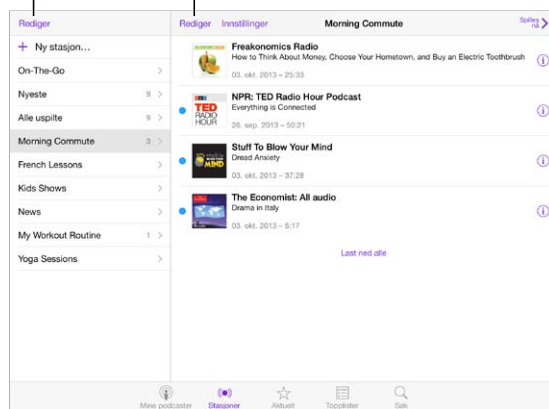 Rediger
+ Ny stasjon...
On-The-Go
Nyeste 9
Alle uspilte 9
Morning Commute 3
French Lessons
Kids Shows
News
My Workout Routine 1
Yoga Sessions
Rediger Innstillinger Morning Commute Spilles nå
Freakonomics Radio
How to Think About Money, Choose Your Hometown, and Buy an Electric Toothbrush
03. okt. 2013 – 25:33
NPR: TED Radio Hour Podcast
Everything is Connected
26. sep. 2013 – 50:21
TED
RADIO
HOUR
Stuff To Blow Your Mind
Dread Anxiety
03. okt. 2013 – 37:28
MIND
The Economist: All audio
Drama in Italy
03. okt. 2013 – 5:17
Last ned alle
Mine podcaster Stasjoner Aktuelt Topplister Søk